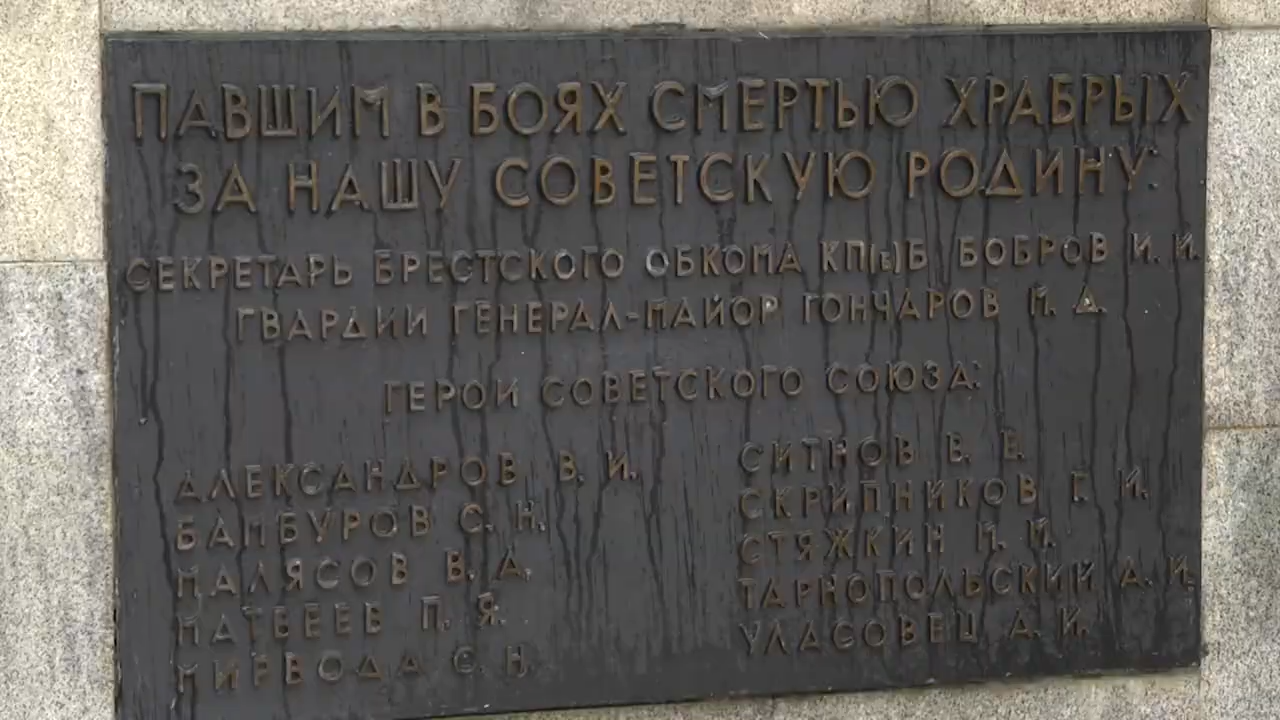 ПАВШИМ В БОЯХ СМЕРТЬЮ ХРАБРЫХ
ЗА НАШУ СОВЕТСКУЮ РОДИНУ:
СЕКРЕТАРЬ БРЕСТСКОГО ОБКОМА КП(б)Б БОБРОВ И. И.
ГВАРДИИ ГЕНЕРАЛ-МАЙОР ГОНЧАРОВ М. Д.
ГЕРОИ СОВЕТСКОГО СОЮЗА:
АЛЕКСАНДРОВ В. И.
БАМБУРОВ С. Н.
МАЛЯСОВ В. А.
МАТВЕЕВ П. Я.
МИРВОДА С. Н.
СИТНОВ В. Е.
СКРИПНИКОВ Г. И.
СТЯЖКИН М. М.
ТАРНОПОЛЬСКИЙ А. И.
УЛАСОВЕЦ А. И.